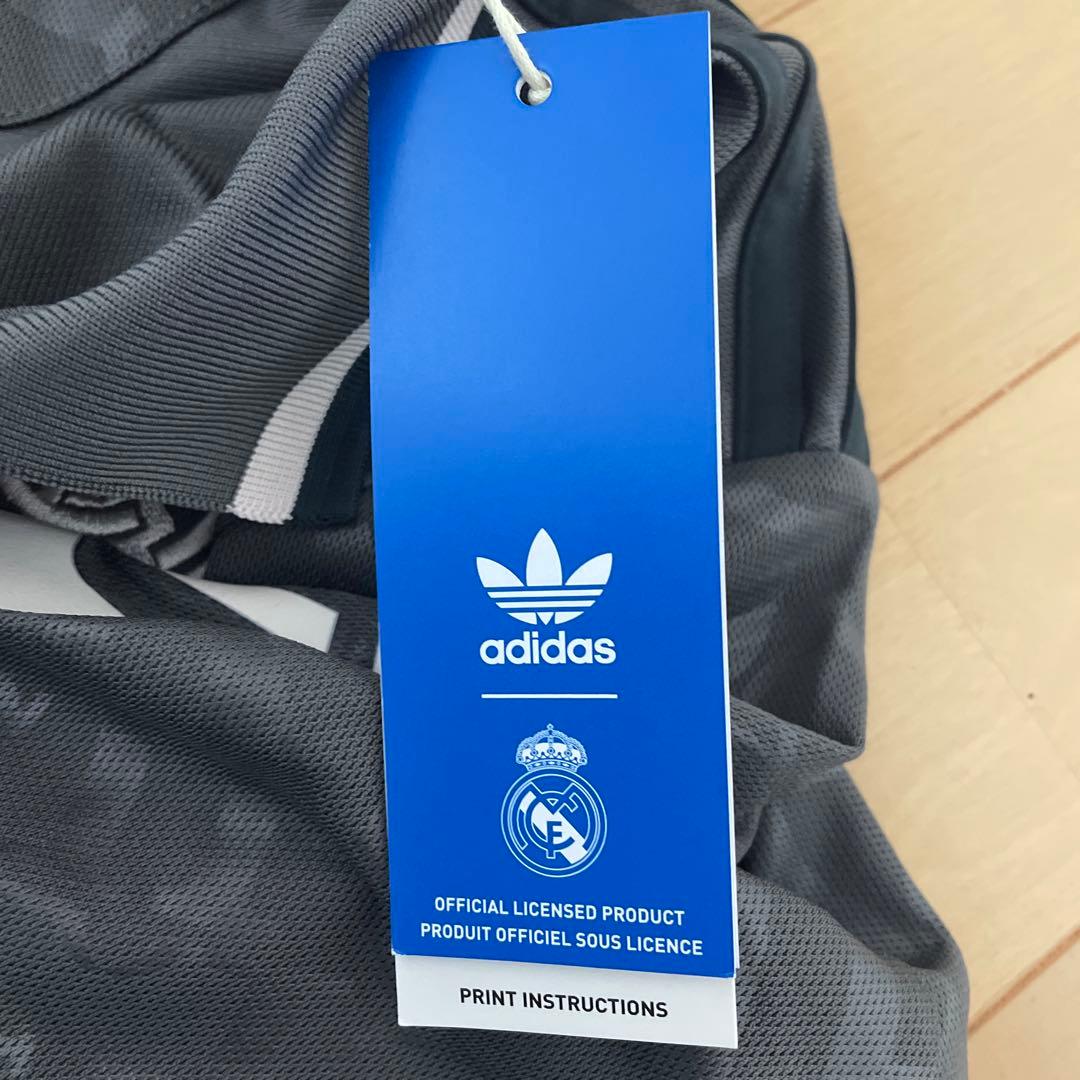 adidas
OFFICIAL LICENSED PRODUCT
PRODUIT OFFICIEL SOUS LICENCE
PRINT INSTRUCTIONS